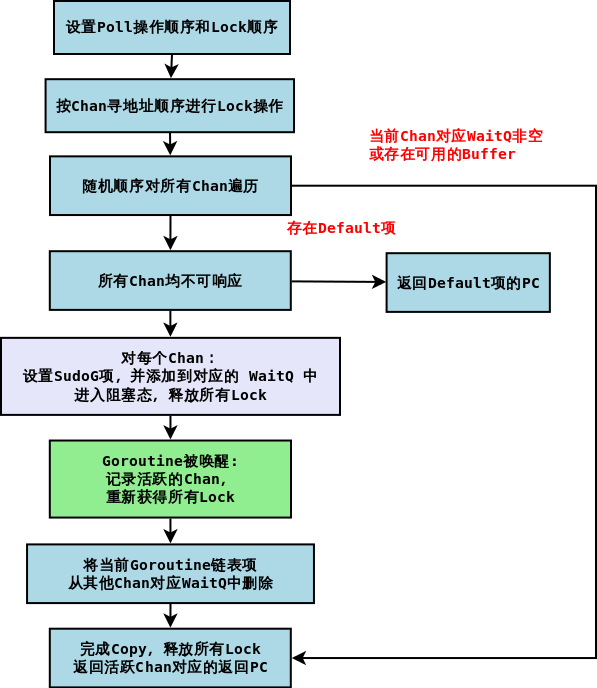 设置Poll操作顺序和Lock顺序
按Chan寻地址顺序进行Lock操作
当前Chan对应WaitQ非空
或存在可用的Buffer
随机顺序对所有Chan遍历
存在Default项
所有Chan均不可响应
返回Default项的PC
对每个Chan：
设置SudoG项, 并添加到对应的 WaitQ 中
进入阻塞态, 释放所有Lock
Goroutine被唤醒:
记录活跃的Chan,
重新获得所有Lock
将当前Goroutine链表项
从其他Chan对应WaitQ中删除
完成Copy, 释放所有Lock
返回活跃Chan对应的返回PC